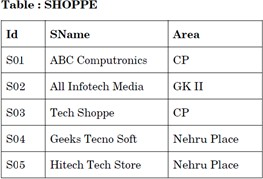 Table : SHOPPE
Id SName Area
S01 ABC Computronics CP
S02 All Infotech Media GK II
S03 Tech Shoppe CP
S04 Geeks Tecno Soft Nehru Place
S05 Hitech Tech Store Nehru Place